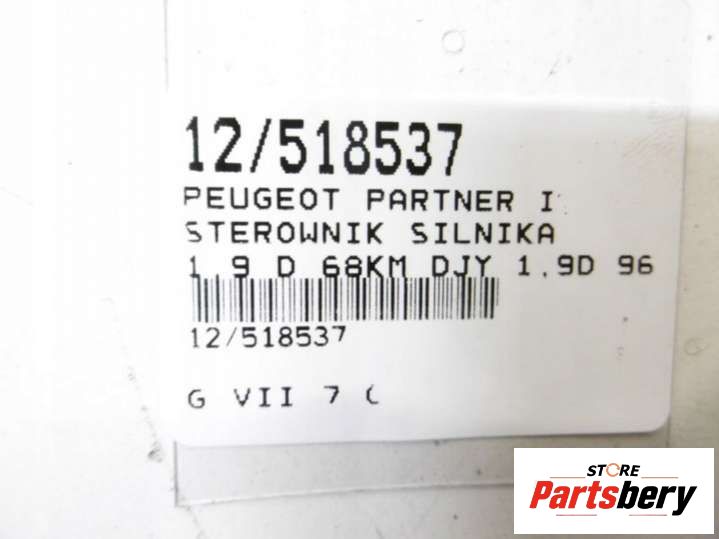 12/518537
PEUGEOT PARTNER I
STEROWNIK SILNIKA
1.9 D 68KM DJY 1.9D 96
12/518537
G VII 7 (
STORE
Partsbery